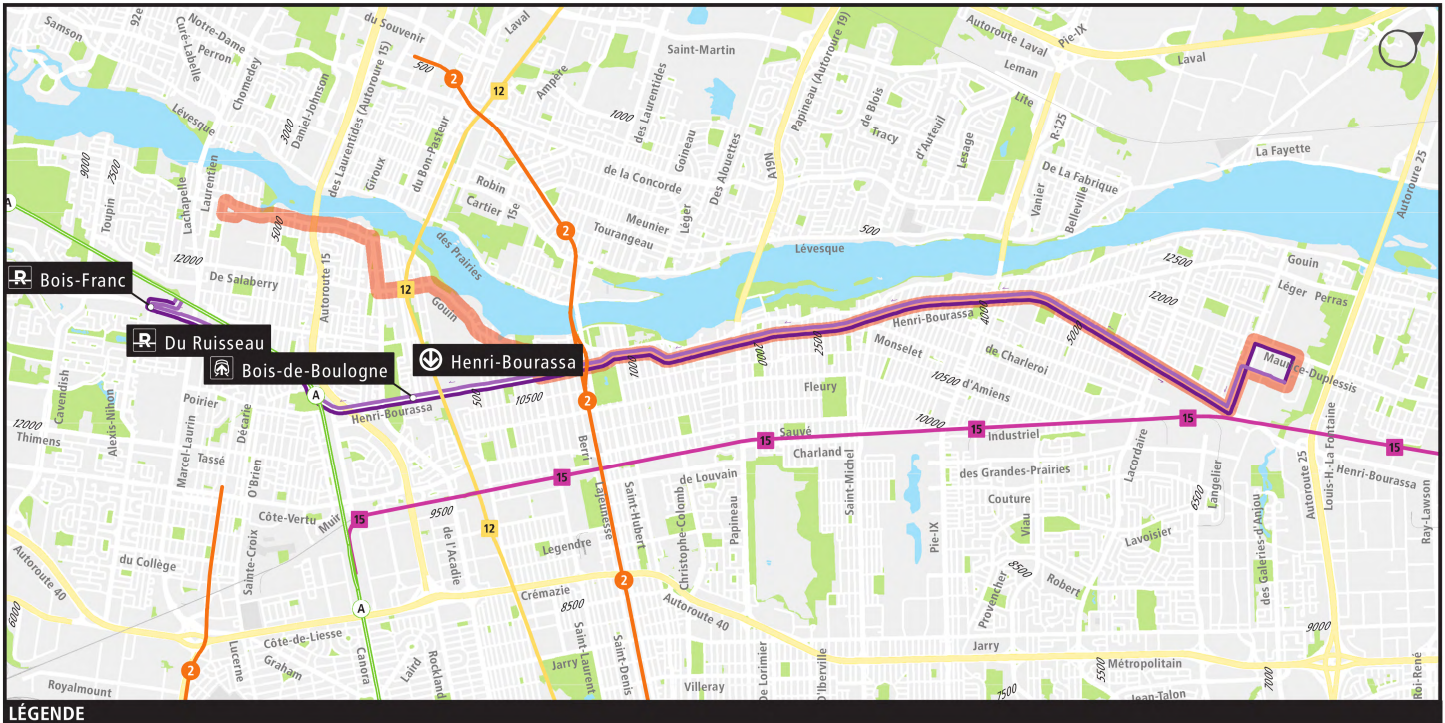 Samson
92e
Notre-Dame
Curé-Labelle
Perron
Chomedey
Lévesque
3000
Daniel-Johnson
des Laurentides (Autoroute 15)
du Souvenir
500
2
Laval
12
Ampère
Saint-Martin
1000
des Laurentides
Goineau
Des Alouettes
A19N
Papineau (Autoroute 19)
de Blois
Tracy
d'Auteuil
Lesage
Autoroute Laval
Pie-IX
Leman
Lite
R-125
Laval
La Fayette
De La Fabrique
Vanier
Belleville
Autoroute 25
9000
7500
Toupin
Lachapelle
Laurentien
5000
Giroux
du Bon-Pasteur
Robin
Cartier
15e
de la Concorde
Meunier
Tourangeau
Léger
Lévesque
500
A
12000
De Salaberry
Autoroute 15
des Prairies
2
12
Gouin
12500
Gouin
Léger
Perras
12000
Bois-Franc
Du Ruisseau
Bois-de-Boulogne
Henri-Bourassa
Henri-Bourassa
4000
5000
Monselet
de Charleroi
Maurice-Duplessis
1000
2000
2500
Fleury
10500
d'Amiens
Cavendish
Alexis-Nihon
Poirier
A
Henri-Bourassa
500
10500
2
12000
Thimens
Marcel-Laurin
Tassé
Décarie
O'Brien
Berri
15
Sauvé
Charland
10000
15
Industriel
15
15
Henri-Bourassa
Côte-Vertu
Muir
15
9500
15
de Louvain
Saint-Michel
des Grandes-Prairies
Lacordaire
Langelier
6500
Autoroute 25
Louis-H.-La Fontaine
Ray-Lawson
Autoroute 40
du Collège
Sainte-Croix
de l'Acadie
12
Legendre
Lajeunesse
Saint-Hubert
Christophe-Colomb
Papineau
Pie-IX
Couture
Viau
Lavoisier
des Galeries-d'Anjou
6000
A
Crémazie
8500
2
Autoroute 40
Provencher
8500
Robert
9000
Côte-de-Liesse
Lucerne
Graham
Canora
Laird
Rockland
Jarry
Saint-Laurent
Saint-Denis
Villeray
De Lorimier
D'Iberville
Jarry
Métropolitain
5500
7500
Jean-Talon
7000
Roi-René
2
Royalmount
LÉGENDE